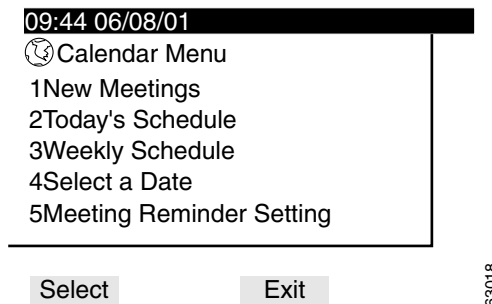 09:44 06/08/01
Calendar Menu
1New Meetings
2Today's Schedule
3Weekly Schedule
4Select a Date
5Meeting Reminder Setting
Select Exit
63018